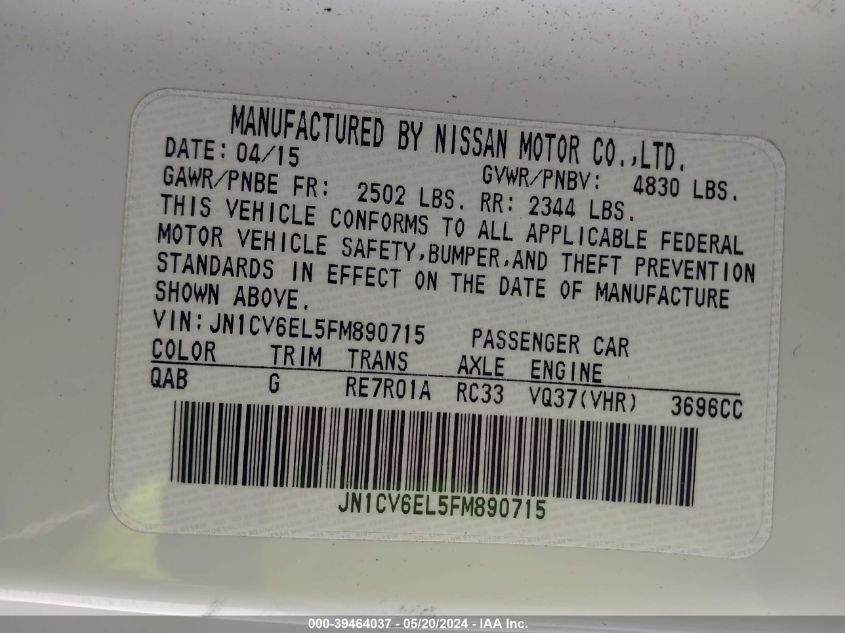 MANUFACTURED BY NISSAN MOTOR CO.,LTD.
DATE: 04/15 GVWR/PNBV: 4830 LBS.
GAWR/PNBE FR: 2502 LBS. RR: 2344 LBS.
THIS VEHICLE CONFORMS TO ALL APPLICABLE FEDERAL
MOTOR VEHICLE SAFETY,BUMPER,AND THEFT PREVENTION
STANDARDS IN EFFECT ON THE DATE OF MANUFACTURE
SHOWN ABOVE.
VIN: JN1CV6EL5FM890715 PASSENGER CAR
COLOR TRIM TRANS AXLE ENGINE
QAB G RE7R01A RC33 VQ37(VHR) 3696CC
JN1CV6EL5FM890715
000-39464037 - 05/20/2024 - IAA Inc.